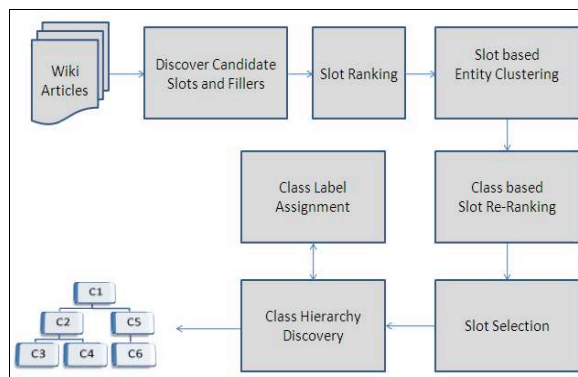 Wiki
Articles
Discover Candidate
Slots and Fillers
Slot Ranking
Slot based
Entity Clustering
Class Label
Assignment
Class based
Slot Re-Ranking
Class Hierarchy
Discovery
Slot Selection
C1
C2
C5
C3
C4
C6